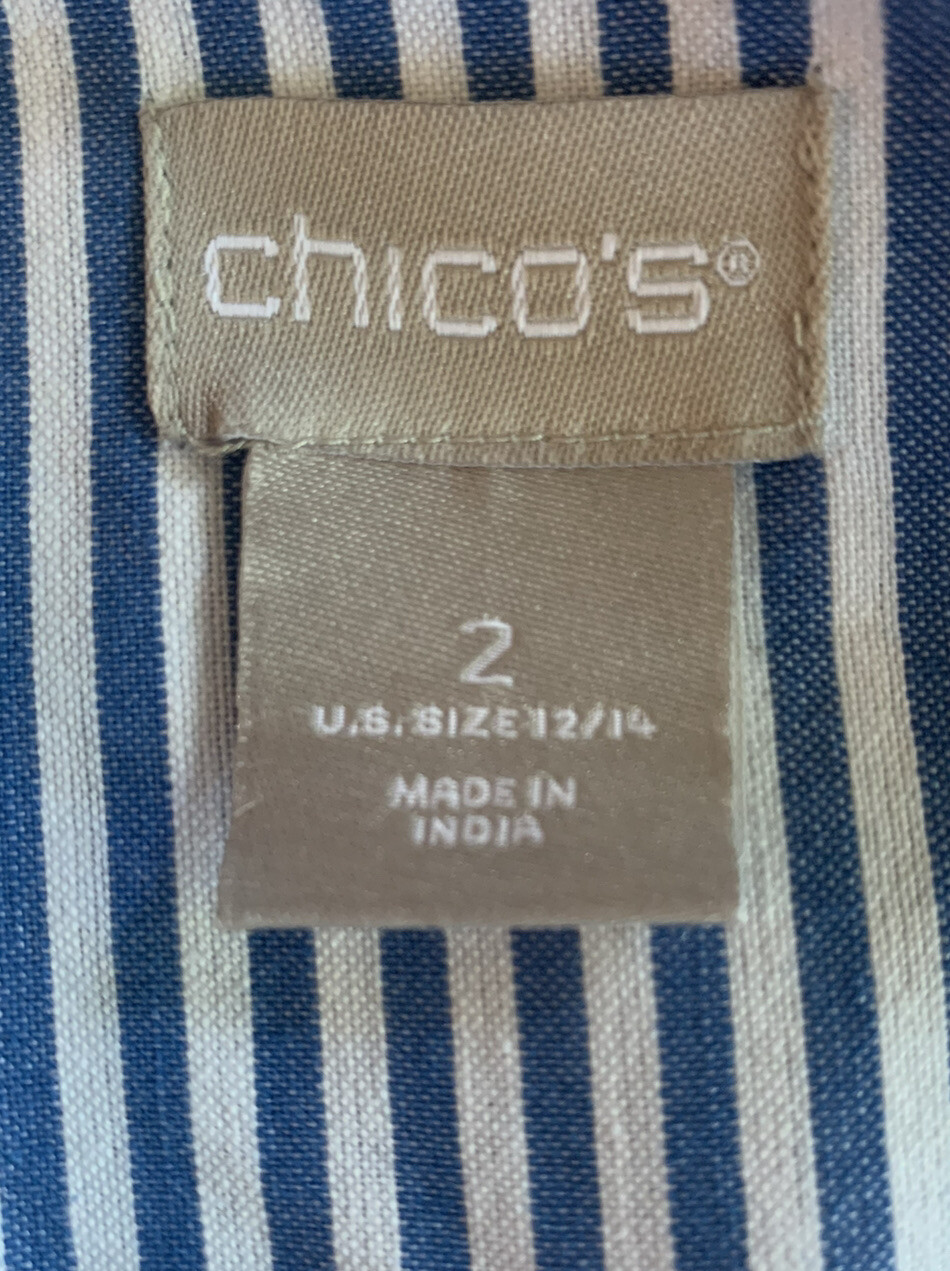 chico's®
2
U.S. SIZE 12/14
MADE IN
INDIA